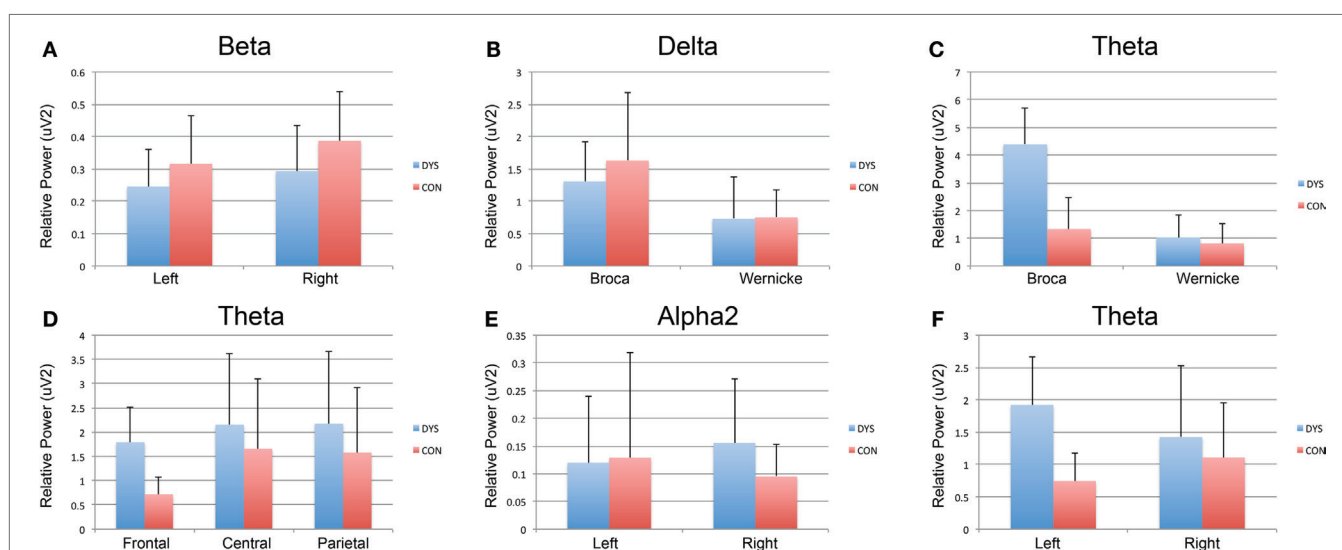 A Beta
Relative Power (uV2)
0.6
0.5
0.4
0.3
0.2
0.1
0
Left Right
DYS
CON
B Delta
Relative Power (uV2)
3
2.5
2
1.5
1
0.5
0
Broca Wernicke
DYS
CON
C Theta
Relative Power (uV2)
7
6
5
4
3
2
1
0
Broca Wernicke
DYS
CON
D Theta
Relative Power (uV2)
4
3.5
3
2.5
2
1.5
1
0.5
0
Frontal Central Parietal
DYS
CON
E Alpha2
Relative Power (uV2)
0.35
0.3
0.25
0.2
0.15
0.1
0.05
0
Left Right
DYS
CON
F Theta
Relative Power (uV2)
3
2.5
2
1.5
1
0.5
0
Left Right
DYS
CON